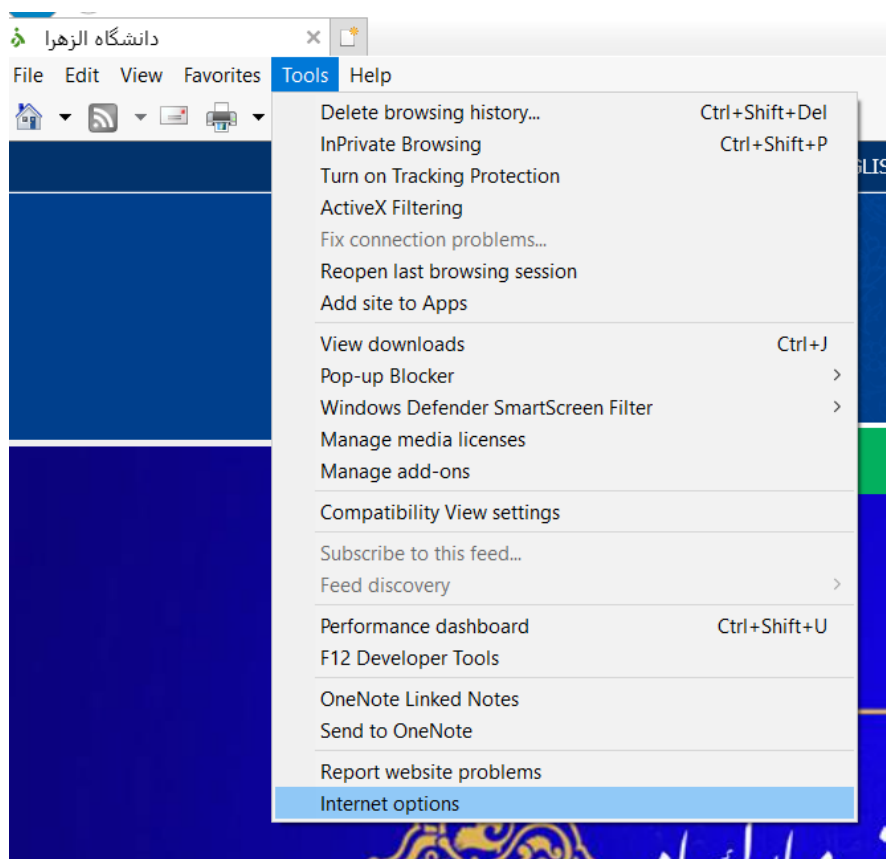 دانشگاه الزهرا
File Edit View Favorites Tools Help
Delete browsing history... Ctrl+Shift+Del
InPrivate Browsing Ctrl+Shift+P
Turn on Tracking Protection
ActiveX Filtering
Fix connection problems...
Reopen last browsing session
Add site to Apps
View downloads Ctrl+J
Pop-up Blocker
Windows Defender SmartScreen Filter
Manage media licenses
Manage add-ons
Compatibility View settings
Subscribe to this feed...
Feed discovery
Performance dashboard Ctrl+Shift+U
F12 Developer Tools
OneNote Linked Notes
Send to OneNote
Report website problems
Internet options